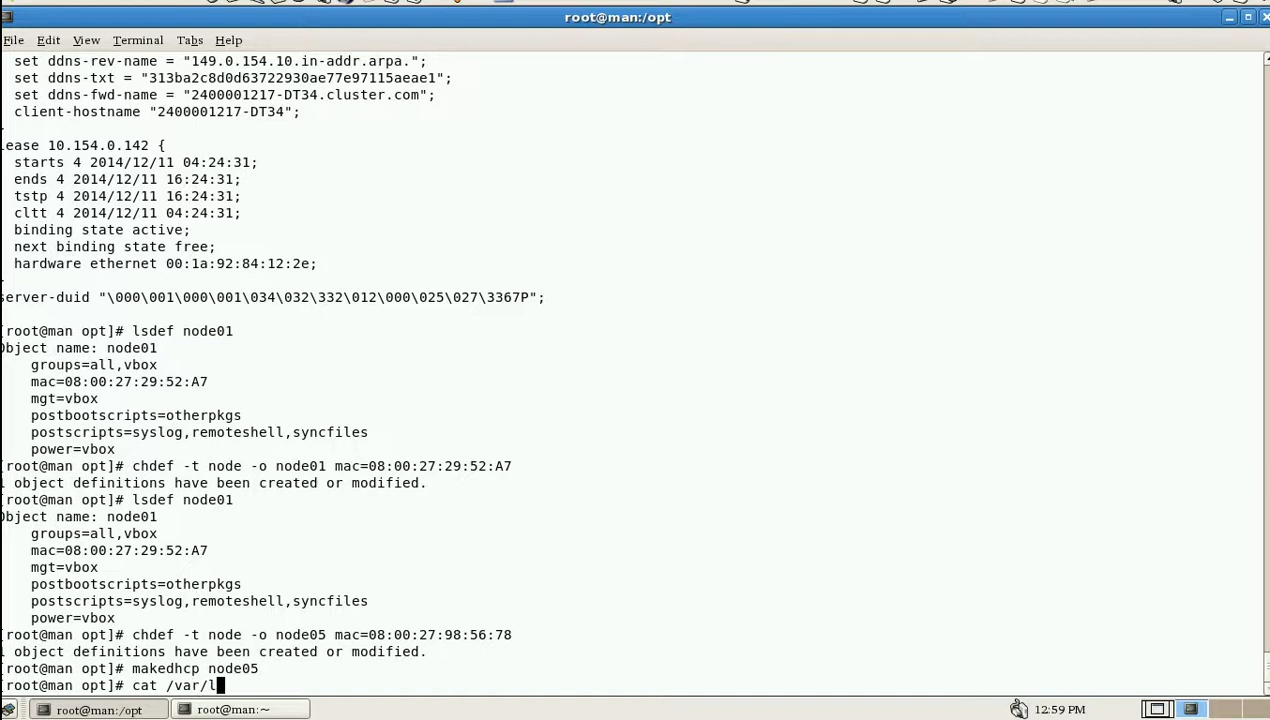 root@man:/opt
File Edit View Terminal Tabs Help
set ddns-rev-name = "149.0.154.10.in-addr.arpa.";
set ddns-txt = "313ba2c8d0d63722930ae77e97115aeae1";
set ddns-fwd-name = "2400001217-DT34.cluster.com";
client-hostname "2400001217-DT34";
lease 10.154.0.142 {
starts 4 2014/12/11 04:24:31;
ends 4 2014/12/11 16:24:31;
tstp 4 2014/12/11 16:24:31;
cltt 4 2014/12/11 04:24:31;
binding state active;
next binding state free;
hardware ethernet 00:1a:92:84:12:2e;
server-duid "\000\001\000\001\034\032\332\012\000\025\027\3367P";
[root@man opt]# lsdef node01
Object name: node01
groups=all,vbox
mac=08:00:27:29:52:A7
mgt=vbox
postbootscripts=otherpkgs
postscripts=syslog,remoteshell,syncfiles
power=vbox
[root@man opt]# chdef -t node -o node01 mac=08:00:27:29:52:A7
1 object definitions have been created or modified.
[root@man opt]# lsdef node01
Object name: node01
groups=all,vbox
mac=08:00:27:29:52:A7
mgt=vbox
postbootscripts=otherpkgs
postscripts=syslog,remoteshell,syncfiles
power=vbox
[root@man opt]# chdef -t node -o node05 mac=08:00:27:98:56:78
1 object definitions have been created or modified.
[root@man opt]# makedhcp node05
[root@man opt]# cat /var/l
root@man:/opt root@man:~ 12:59 PM